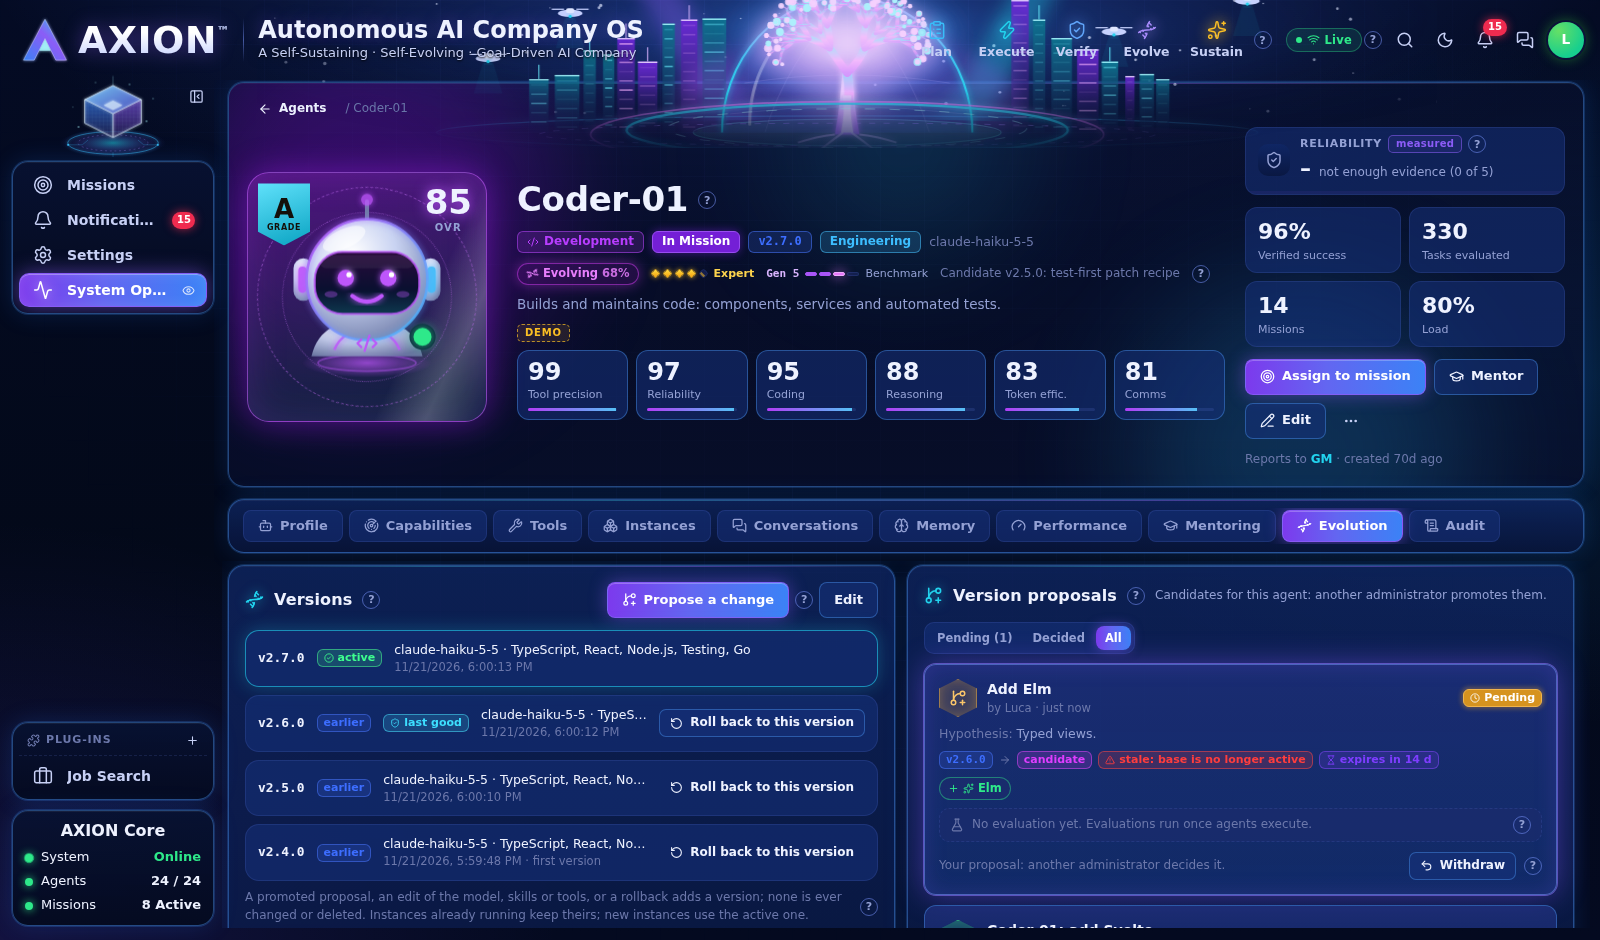 AXION™
Autonomous AI Company OS
A Self-Sustaining · Self-Evolving · Goal-Driven AI Company
Plan
Execute
Verify
Evolve
Sustain
?
Live
?
15
L
Missions
Notificati...
15
Settings
System Op...
PLUG-INS
+
Job Search
AXION Core
System Online
Agents 24 / 24
Missions 8 Active
Agents / Coder-01
A
GRADE
85
OVR
Coder-01 ?
Development In Mission v2.7.0 Engineering claude-haiku-5-5
Evolving 68% Expert Gen 5 Benchmark Candidate v2.5.0: test-first patch recipe ?
Builds and maintains code: components, services and automated tests.
DEMO
99
Tool precision
97
Reliability
95
Coding
88
Reasoning
83
Token effic.
81
Comms
RELIABILITY measured ?
– not enough evidence (0 of 5)
96%
Verified success
330
Tasks evaluated
14
Missions
80%
Load
Assign to mission
Mentor
Edit
···
Reports to GM · created 70d ago
Profile
Capabilities
Tools
Instances
Conversations
Memory
Performance
Mentoring
Evolution
Audit
Versions ?
Propose a change ?
Edit
v2.7.0 active claude-haiku-5-5 · TypeScript, React, Node.js, Testing, Go
11/21/2026, 6:00:13 PM
v2.6.0 earlier last good claude-haiku-5-5 · TypeS...
11/21/2026, 6:00:12 PM
Roll back to this version
v2.5.0 earlier claude-haiku-5-5 · TypeScript, React, No...
11/21/2026, 6:00:10 PM
Roll back to this version
v2.4.0 earlier claude-haiku-5-5 · TypeScript, React, No...
11/21/2026, 5:59:48 PM · first version
Roll back to this version
A promoted proposal, an edit of the model, skills or tools, or a rollback adds a version; none is ever
changed or deleted. Instances already running keep theirs; new instances use the active one.
?
Version proposals ? Candidates for this agent: another administrator promotes them.
Pending (1) Decided All
Add Elm
by Luca · just now
Pending
Hypothesis: Typed views.
v2.6.0 → candidate stale: base is no longer active expires in 14 d
+ Elm
No evaluation yet. Evaluations run once agents execute. ?
Your proposal: another administrator decides it.
Withdraw ?
Coder-01: add Svelte